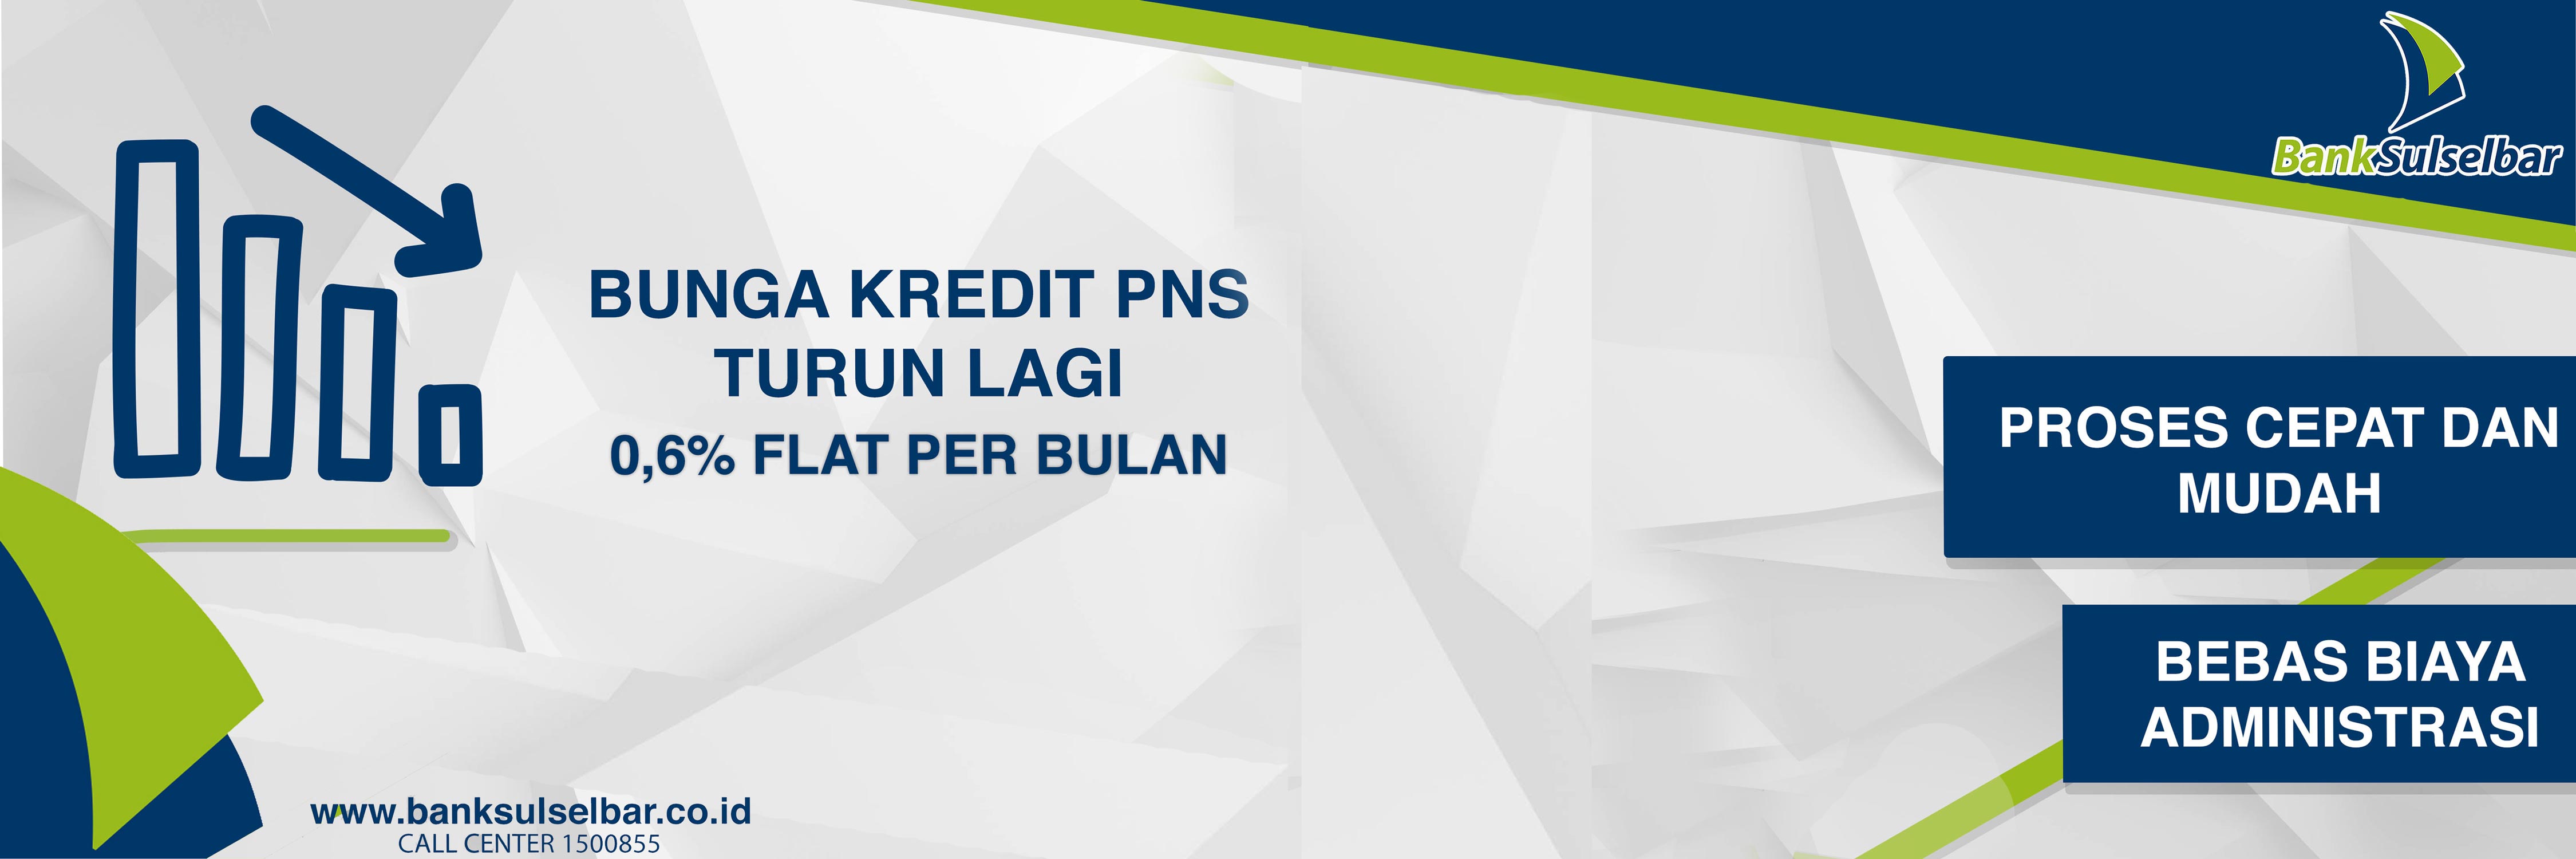 BankSulselbar
BUNGA KREDIT PNS
TURUN LAGI
0,6% FLAT PER BULAN
PROSES CEPAT DAN
MUDAH
BEBAS BIAYA
ADMINISTRASI
www.banksulselbar.co.id
CALL CENTER 1500855